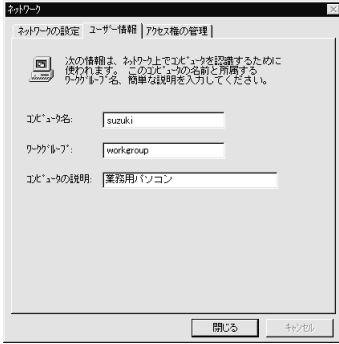 ﾈｯﾄﾜｰｸ
ﾈｯﾄﾜｰｸの設定 ﾕｰｻﾞｰ情報 ｱｸｾｽ権の管理
次の情報は、ﾈｯﾄﾜｰｸ上でｺﾝﾋﾟｭｰﾀを認識するために
使われます。 このｺﾝﾋﾟｭｰﾀの名前と所属する
ﾜｰｸｸﾞﾙｰﾌﾟ名、簡単な説明を入力してください。
ｺﾝﾋﾟｭｰﾀ名: suzuki
ﾜｰｸｸﾞﾙｰﾌﾟ: workgroup
ｺﾝﾋﾟｭｰﾀの説明: 業務用パソコン
閉じる ｷｬﾝｾﾙ